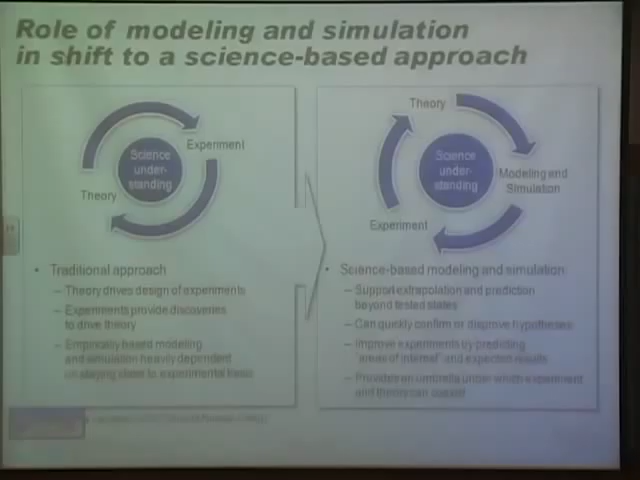 Role of modeling and simulation
in shift to a science-based approach
Science
under-
standing
Experiment
Theory
• Traditional approach
– Theory drives design of experiments
– Experiments provide discoveries
to drive theory
– Empirically based modeling
and simulation heavily dependent
on staying close to experimental basis
Theory
Science
under-
standing
Modeling and
Simulation
Experiment
• Science-based modeling and simulation:
– Support extrapolation and prediction
beyond tested states
– Can quickly confirm or disprove hypotheses
– Improve experiments by predicting
"areas of interest" and expected results
– Provides an umbrella under which experiment
and theory can coexist